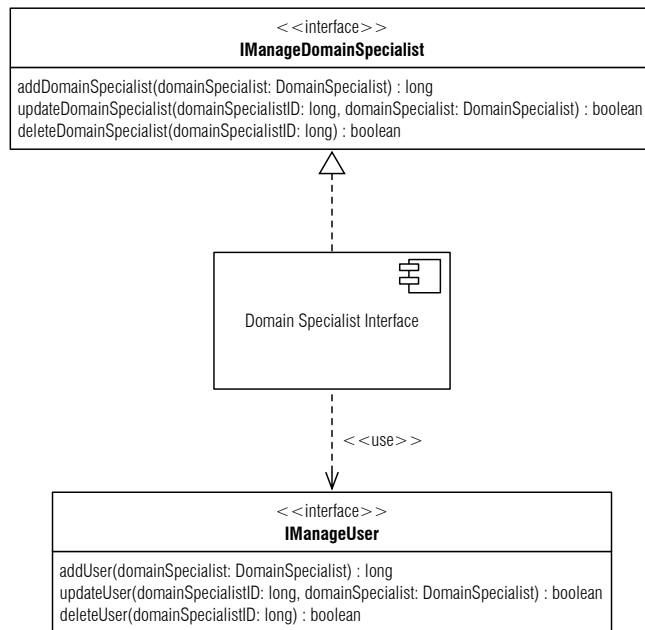 <<interface>>
IManageDomainSpecialist
addDomainSpecialist(domainSpecialist: DomainSpecialist) : long
updateDomainSpecialist(domainSpecialistID: long, domainSpecialist: DomainSpecialist) : boolean
deleteDomainSpecialist(domainSpecialistID: long) : boolean
Domain Specialist Interface
<<use>>
<<interface>>
IManageUser
addUser(domainSpecialist: DomainSpecialist) : long
updateUser(domainSpecialistID: long, domainSpecialist: DomainSpecialist) : boolean
deleteUser(domainSpecialistID: long) : boolean